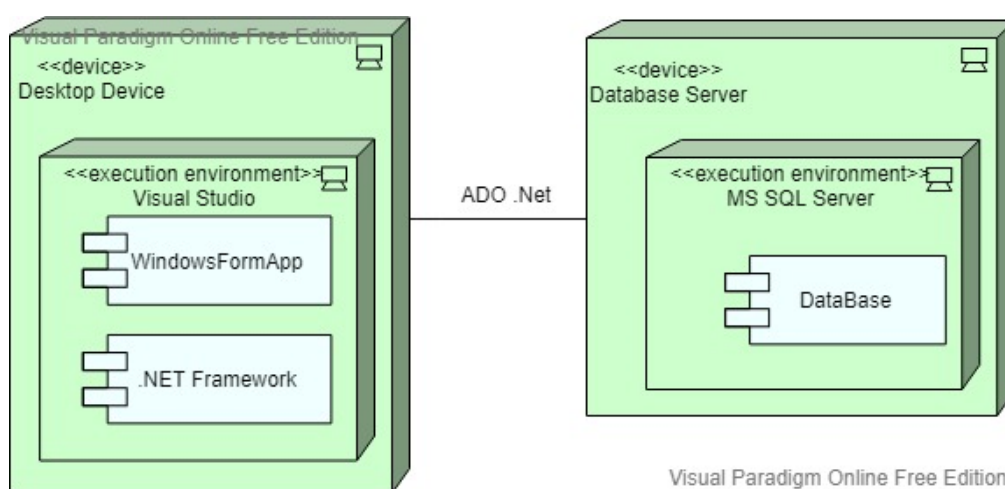 Visual Paradigm Online Free Edition
<<device>>
Desktop Device
<<execution environment>>
Visual Studio
WindowsFormApp
.NET Framework
ADO .Net
<<device>>
Database Server
<<execution environment>>
MS SQL Server
DataBase
Visual Paradigm Online Free Edition